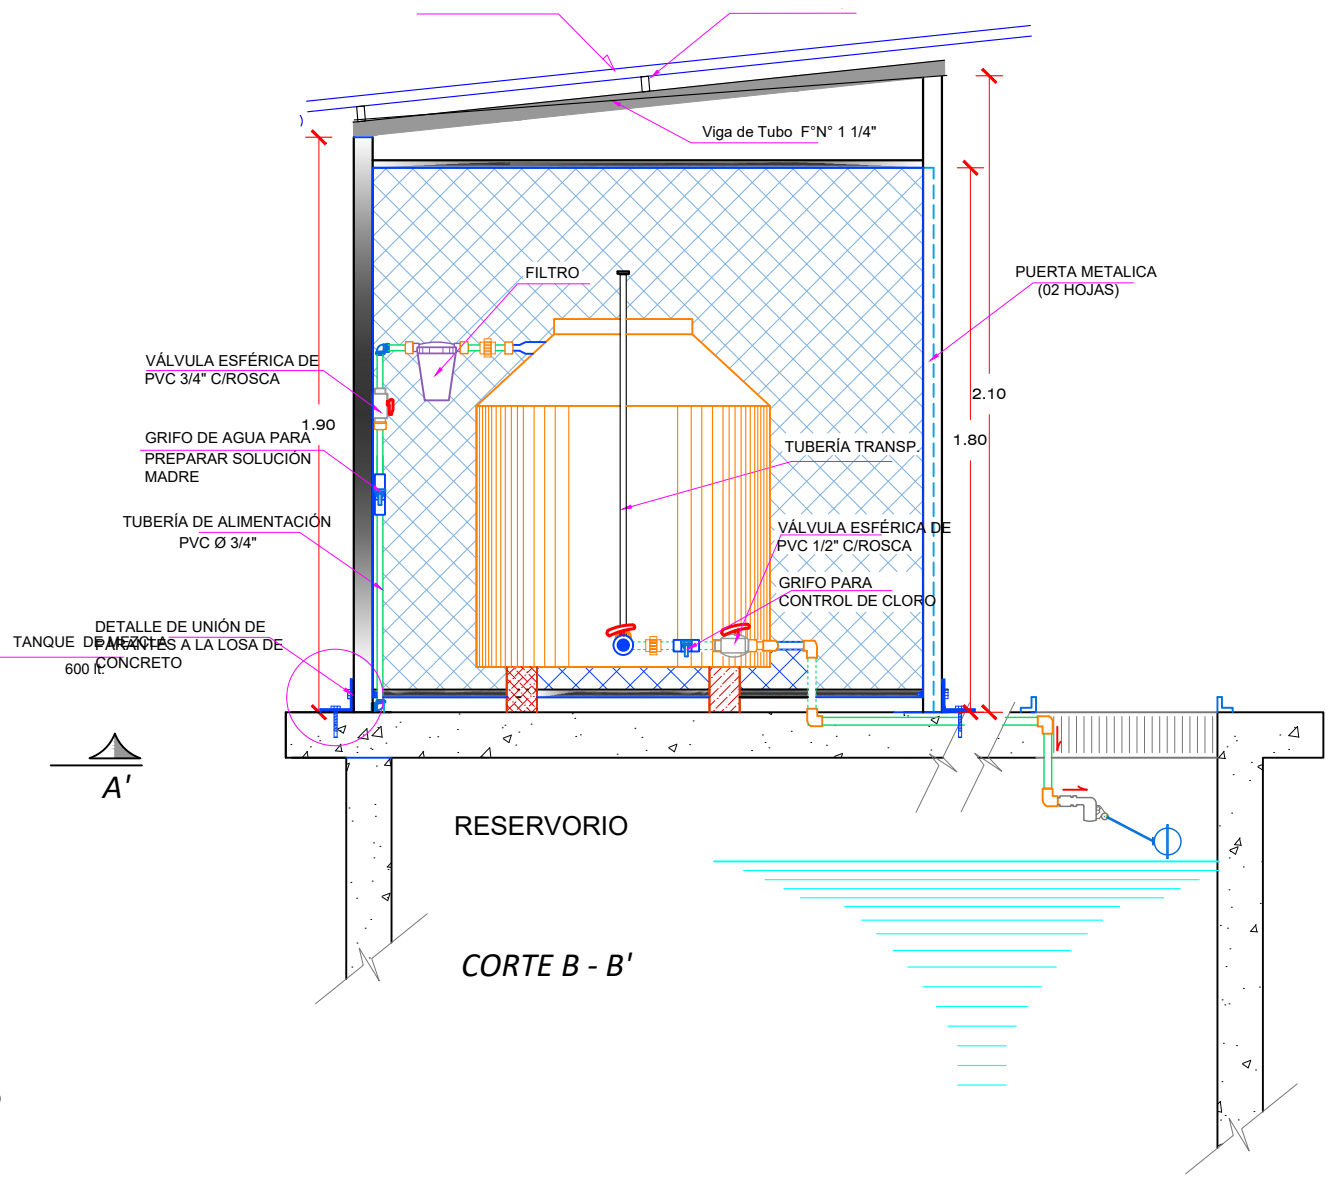 Viga de Tubo F°N° 1 1/4"
FILTRO
PUERTA METALICA
(02 HOJAS)
VÁLVULA ESFÉRICA DE
PVC 3/4" C/ROSCA
2.10
1.90
1.80
GRIFO DE AGUA PARA
PREPARAR SOLUCIÓN
MADRE
TUBERÍA TRANSP.
TUBERÍA DE ALIMENTACIÓN
PVC Ø 3/4"
VÁLVULA ESFÉRICA DE
PVC 1/2" C/ROSCA
GRIFO PARA
CONTROL DE CLORO
DETALLE DE UNIÓN DE
PARANTES A LA LOSA DE
CONCRETO
TANQUE DE MEZCLA
600 lt.
A'
RESERVORIO
CORTE B - B'